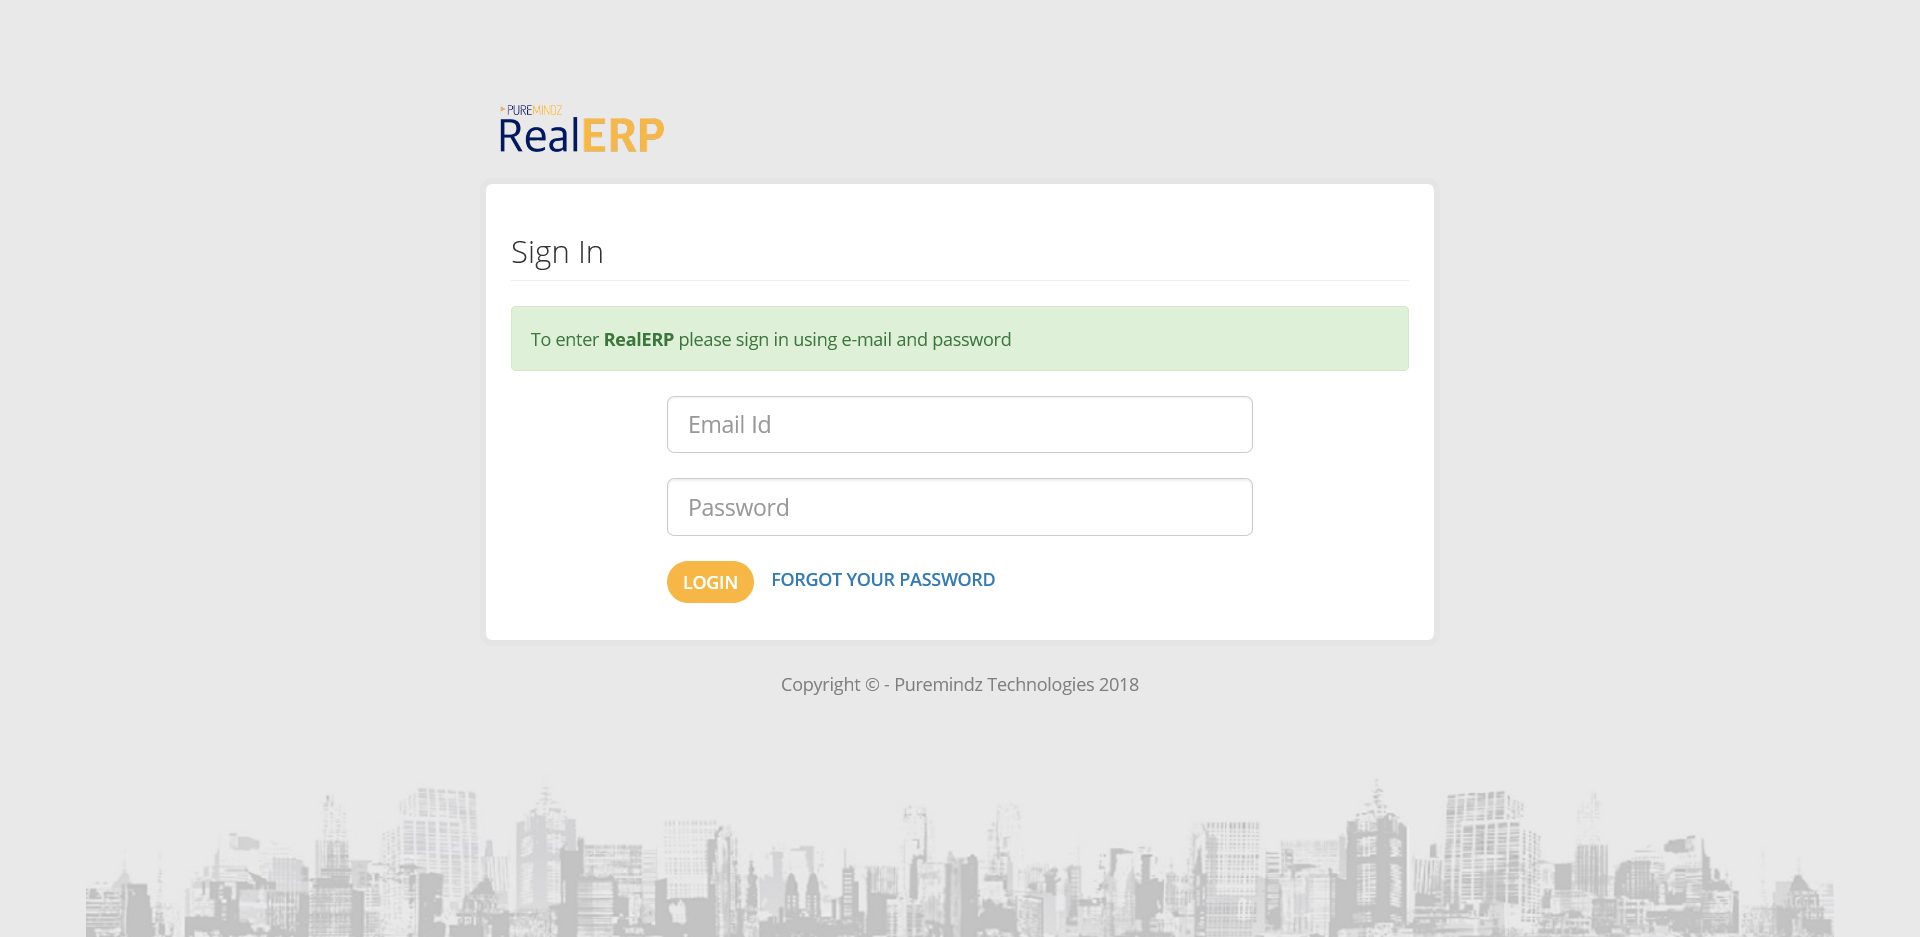 PUREMINDZ
RealERP
Sign In
To enter RealERP please sign in using e-mail and password
Email Id
Password
LOGIN FORGOT YOUR PASSWORD
Copyright © - Puremindz Technologies 2018